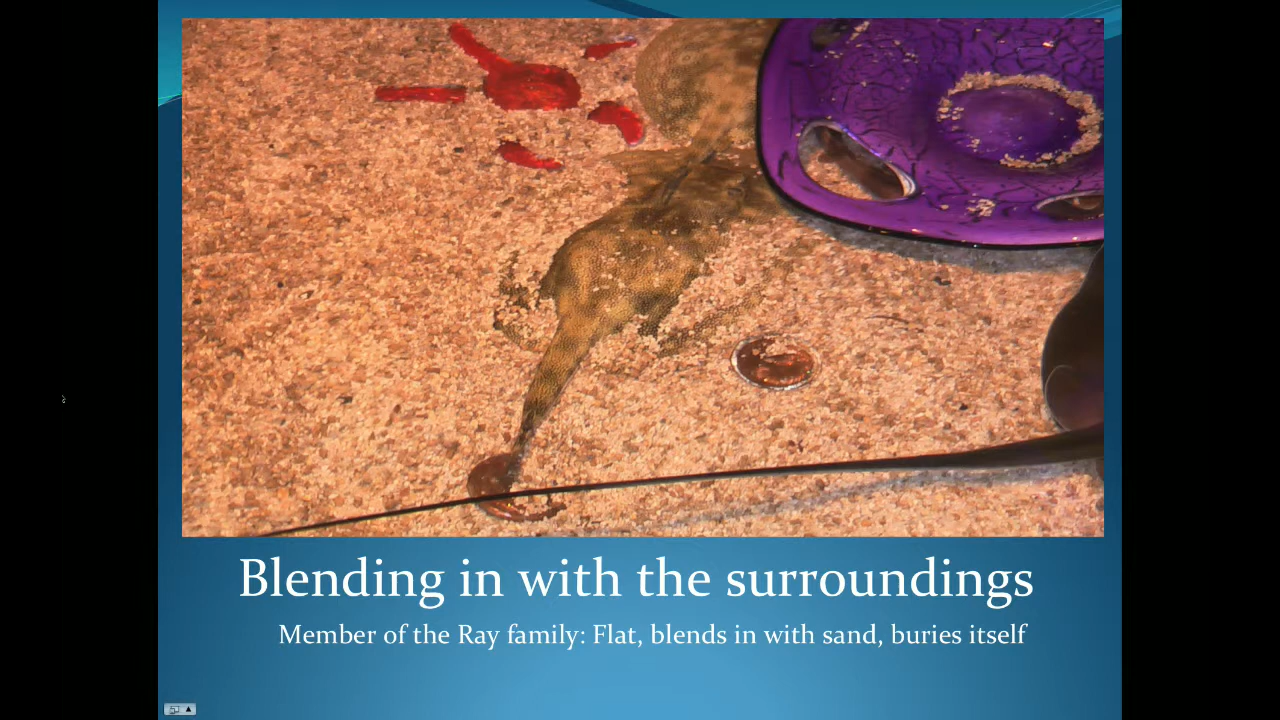 Blending in with the surroundings
Member of the Ray family: Flat, blends in with sand, buries itself